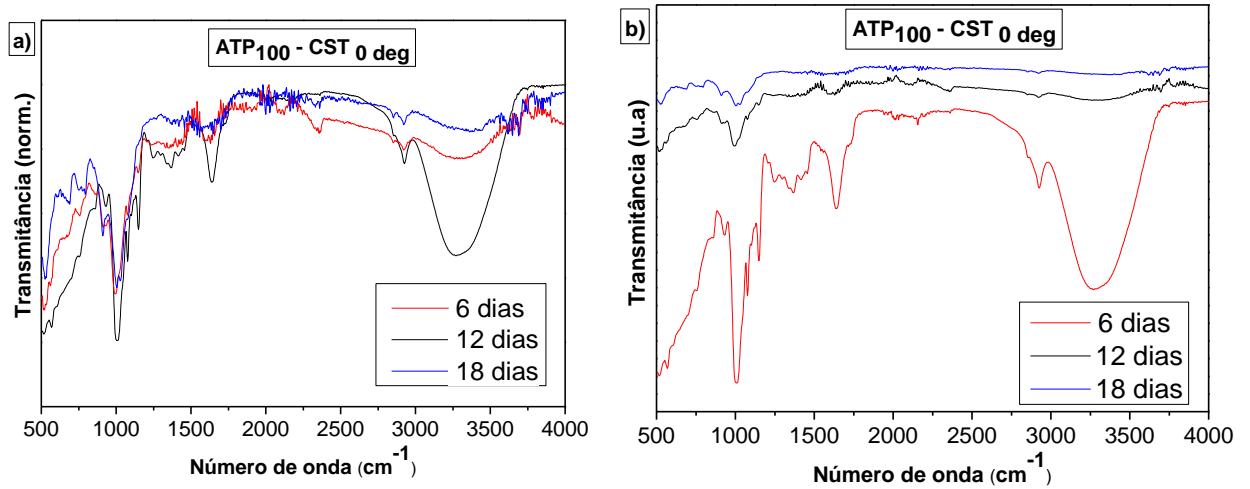 a)
ATP100 - CST 0 deg
Transmitância (norm.)
6 dias
12 dias
18 dias
500 1000 1500 2000 2500 3000 3500 4000
Número de onda (cm-1)
b)
ATP100 - CST 0 deg
Transmitância (u.a)
6 dias
12 dias
18 dias
500 1000 1500 2000 2500 3000 3500 4000
Número de onda (cm-1)